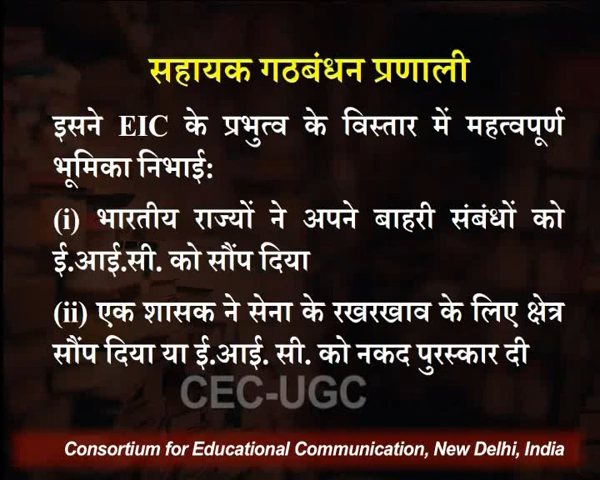 सहायक गठबंधन प्रणाली
इसने EIC के प्रभुत्व के विस्तार में महत्वपूर्ण
भूमिका निभाई:
(i) भारतीय राज्यों ने अपने बाहरी संबंधों को
ई.आई.सी. को सौंप दिया
(ii) एक शासक ने सेना के रखरखाव के लिए क्षेत्र
सौंप दिया या ई.आई. सी. को नकद पुरस्कार दी
CEC-UGC
Consortium for Educational Communication, New Delhi, India